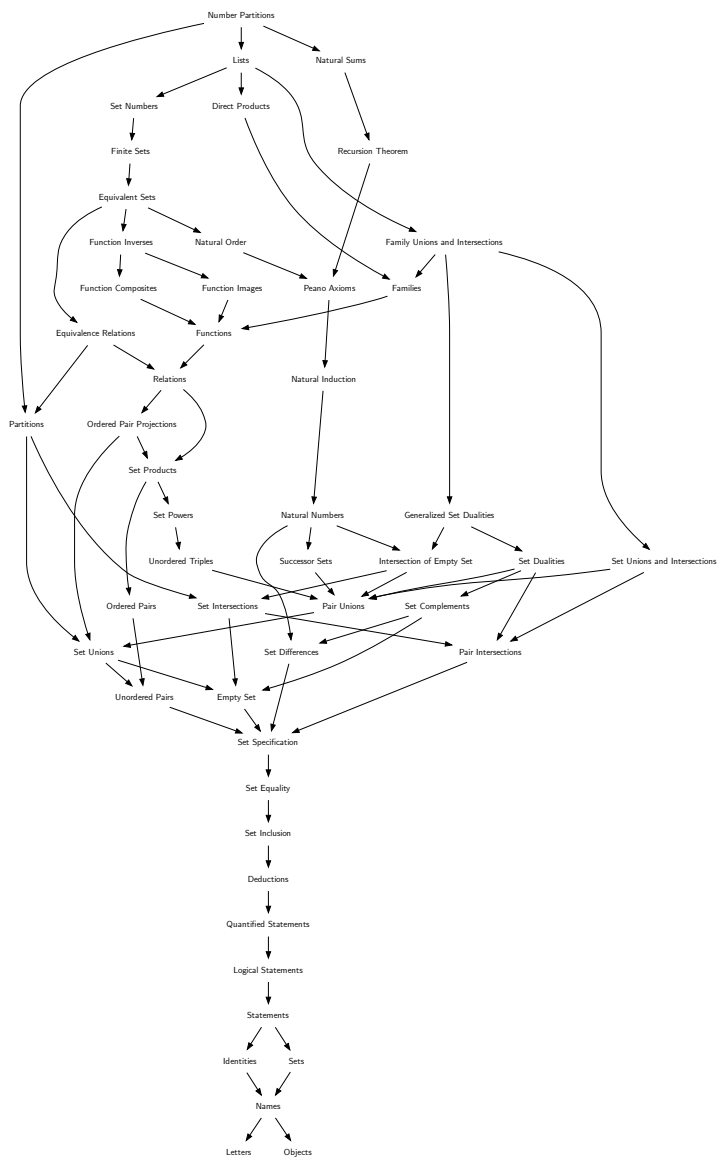 Number Partitions
Lists
Natural Sums
Set Numbers
Direct Products
Finite Sets
Recursion Theorem
Equivalent Sets
Function Inverses
Natural Order
Family Unions and Intersections
Function Composites
Function Images
Peano Axioms
Families
Equivalence Relations
Functions
Relations
Natural Induction
Partitions
Ordered Pair Projections
Set Products
Set Powers
Natural Numbers
Generalized Set Dualities
Unordered Triples
Successor Sets
Intersection of Empty Set
Set Dualities
Set Unions and Intersections
Ordered Pairs
Set Intersections
Pair Unions
Set Complements
Set Unions
Set Differences
Pair Intersections
Unordered Pairs
Empty Set
Set Specification
Set Equality
Set Inclusion
Deductions
Quantified Statements
Logical Statements
Statements
Identities
Sets
Names
Letters
Objects